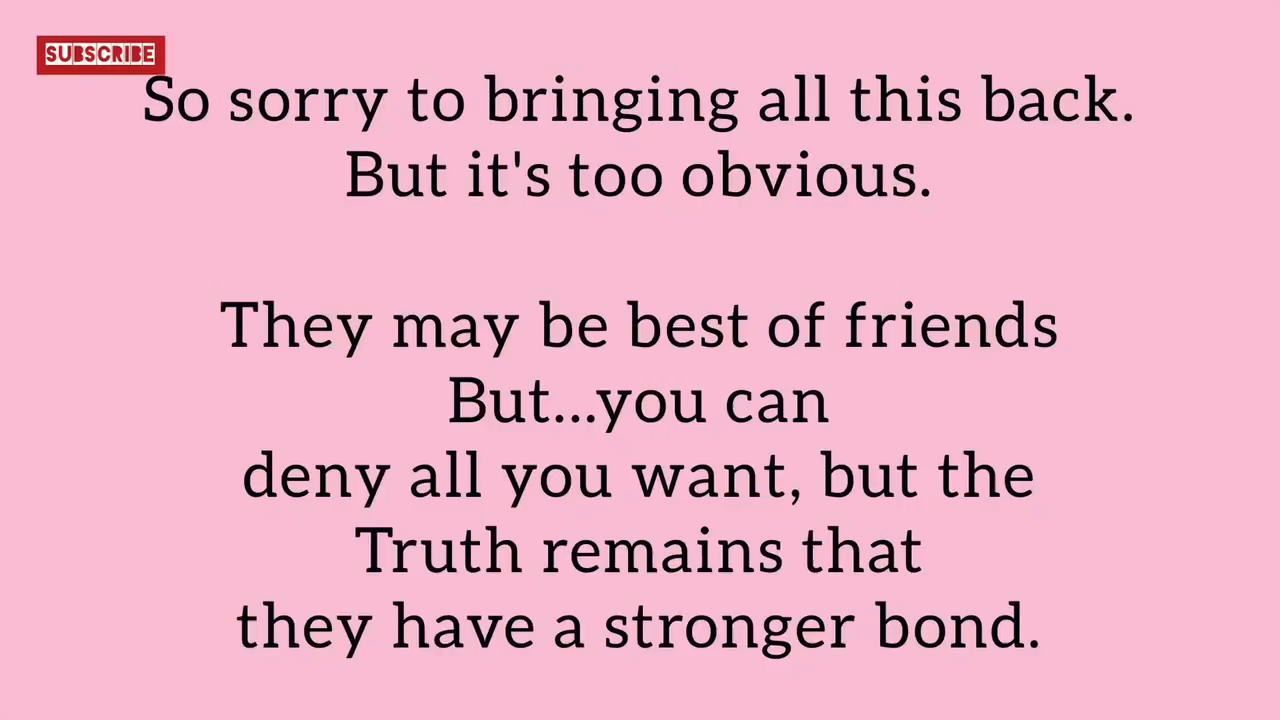 SUBSCRIBE
So sorry to bringing all this back.
But it's too obvious.
They may be best of friends
But...you can
deny all you want, but the
Truth remains that
they have a stronger bond.